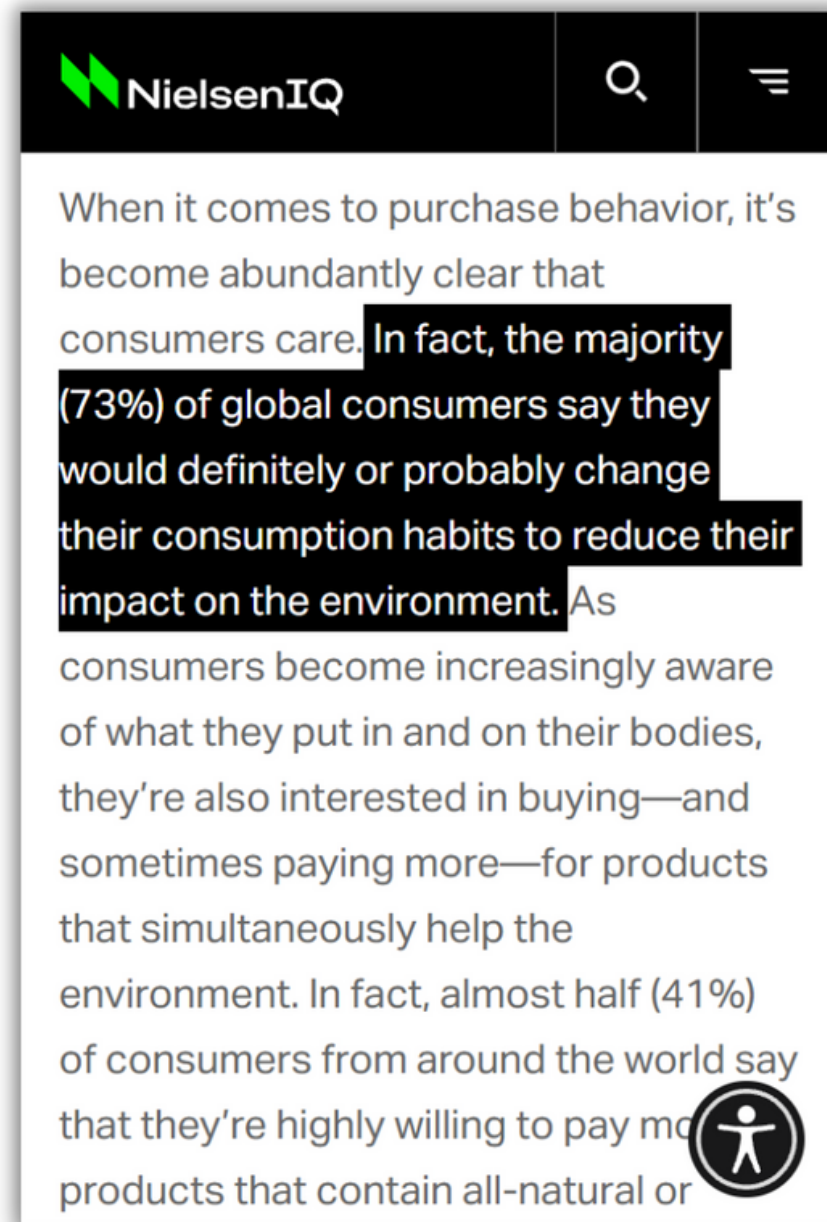 NielsenIQ
When it comes to purchase behavior, it’s
become abundantly clear that
consumers care. In fact, the majority
(73%) of global consumers say they
would definitely or probably change
their consumption habits to reduce their
impact on the environment. As
consumers become increasingly aware
of what they put in and on their bodies,
they’re also interested in buying—and
sometimes paying more—for products
that simultaneously help the
environment. In fact, almost half (41%)
of consumers from around the world say
that they’re highly willing to pay
products that contain all-natural or